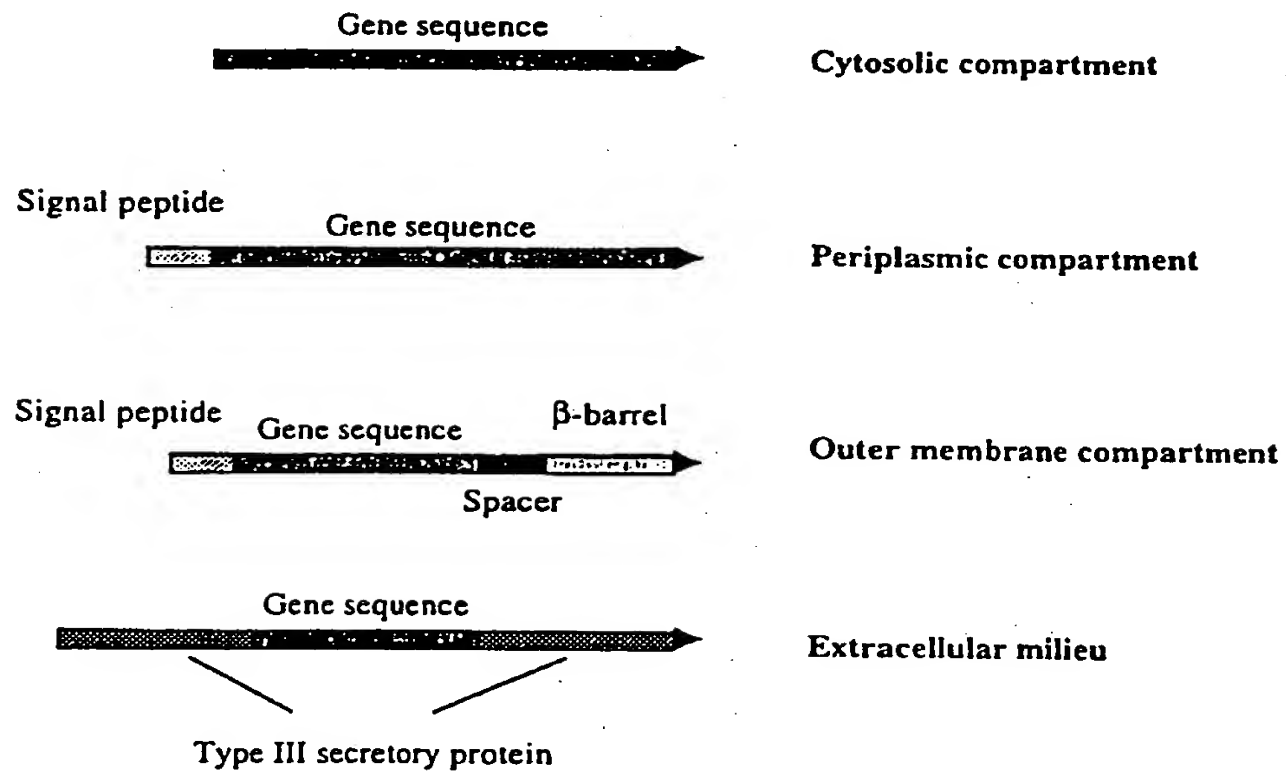 Gene sequence
Cytosolic compartment
Signal peptide
Gene sequence
Periplasmic compartment
Signal peptide
Gene sequence
β-barrel
Outer membrane compartment
Spacer
Gene sequence
Extracellular milieu
Type III secretory protein